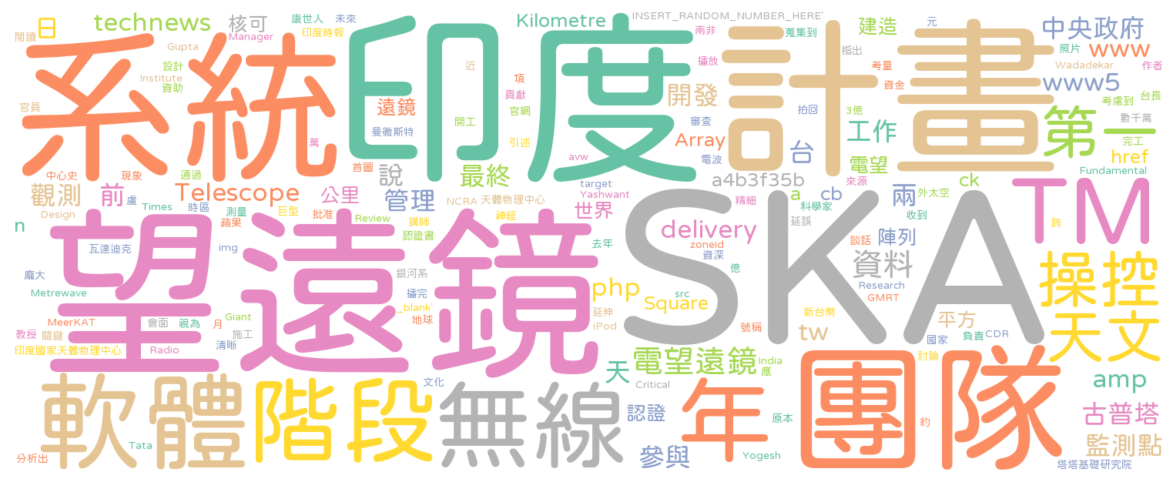 日
technews
核可
康世人
未來
Kilometre
INSERT_RANDOM_NUMBER_HERE
元
建造
中央政府
閱讀
Gupta
Manager
印度時報
南非
蒐集到
指出
照片
www
系統
印度
計畫
設計
Institute
資助
近
項
播放
考量
Wadadekar
作者
官員
貢獻
官網
遠鏡
開發
拍回
3億
資金
www5
考慮到
台長
數千萬
第一
曼徹斯特
開工
審查
工作
萬
引述
Array
電波
台
完工
首圖
avw
電望
href
中心史
現象
通過
說
最終
a4b3f35b
來源
Fundamental
觀測
前
Telescope
公里
管理
target
Yashwant
精細
a
cb
兩
ck
外太空
盧
Times
時區
巨型
批准
Review
講師
NCRA
天體物理中心
世界
科學家
收到
TM
Design
測量
蘋果
神經
延誤
跨
n
認證書
delivery
談話
陣列
望遠鏡
SKA
瓦達迪克
img
去年
zoneid
資深
資料
操控
龐大
銀河系
億
Research
GMRT
Metrewave
播完
_blank
php
src
Square
天文
MeerKAT
會面
視為
月
Giant
地球
延伸
iPod
新台幣
平方
教授
關鍵
施工
清晰
號稱
tw
國家
負責
CDR
印度國家天體物理中心
Radio
電望遠鏡
India
應
討論
軟體
階段
無線
天
年
團隊
amp
文化
Critical
認證
原本
約
古普塔
Tata
參與
監測點
分析出
Yogesh
塔塔基礎研究院